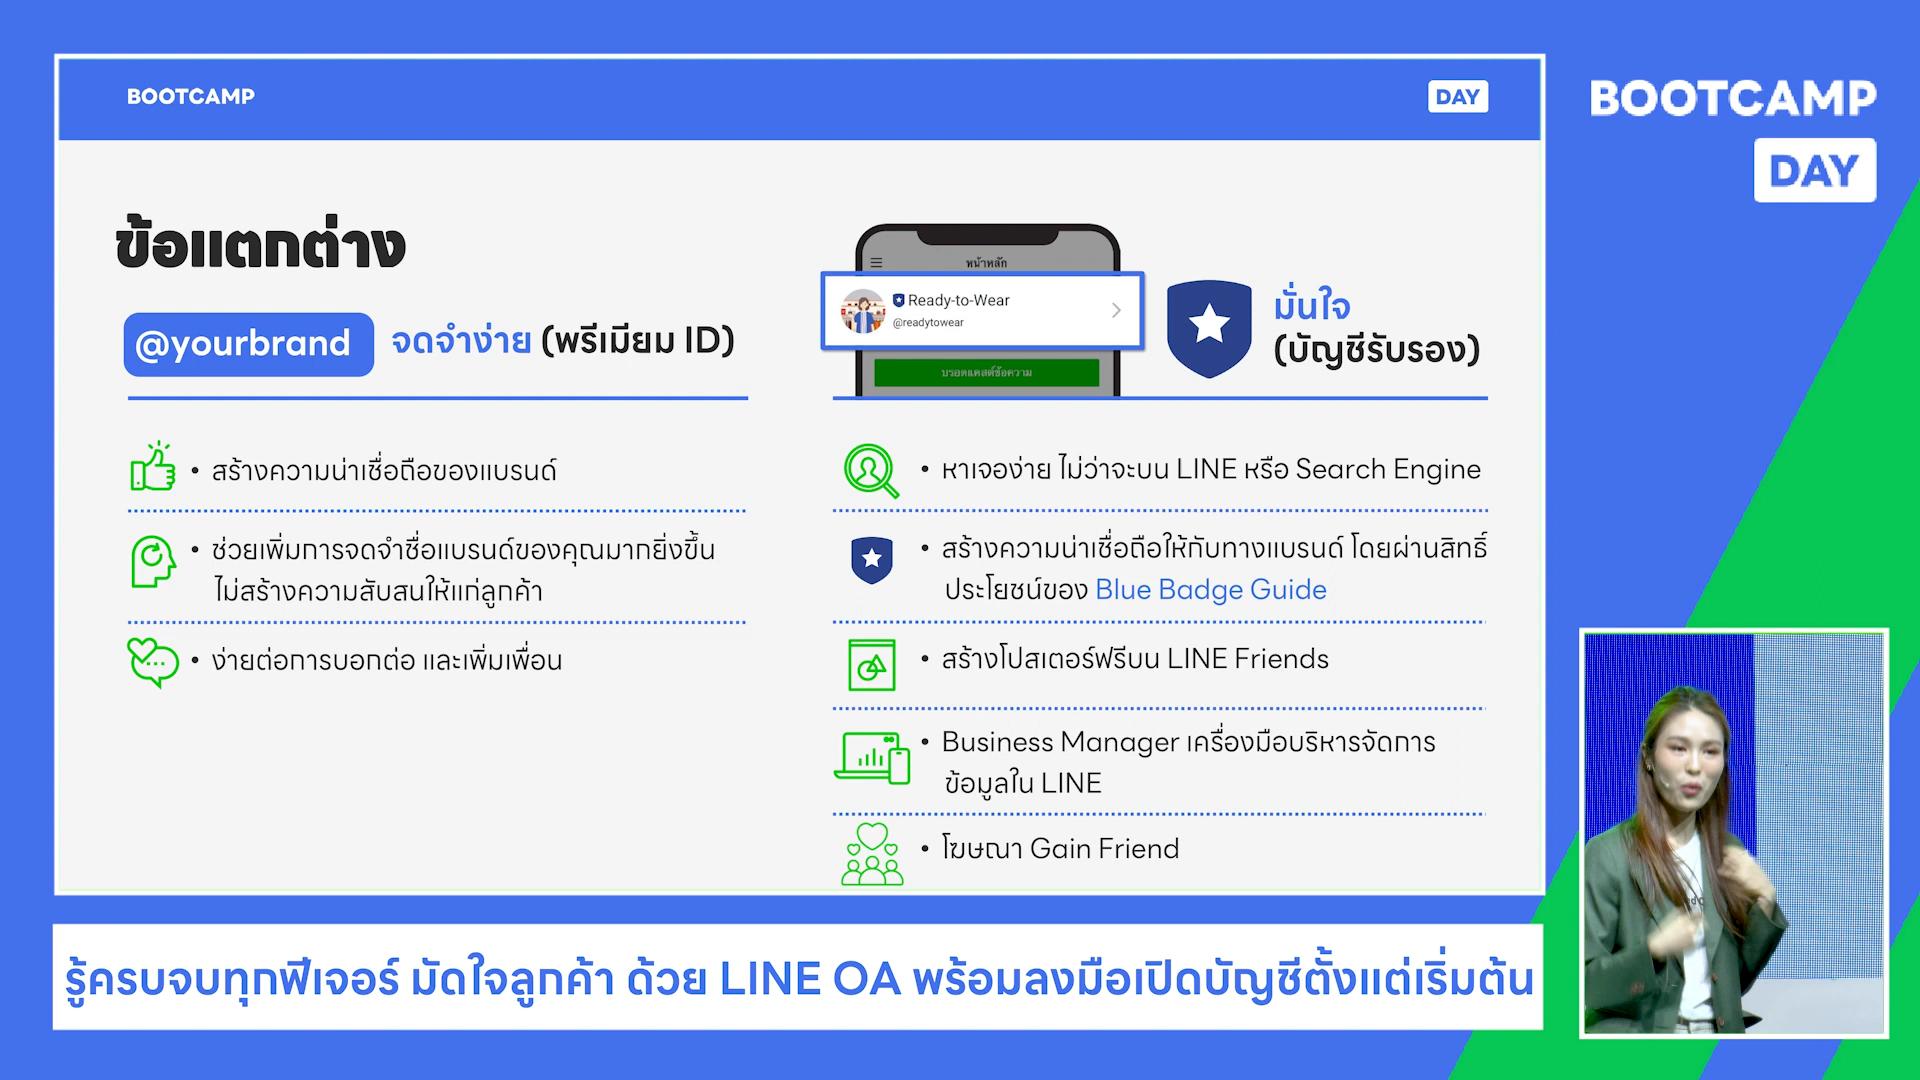 BOOTCAMP
DAY
BOOTCAMP
DAY
ข้อแตกต่าง
@yourbrand จดจำง่าย (พรีเมียม ID)
• สร้างความน่าเชื่อถือของแบรนด์
• ช่วยเพิ่มการจดจำชื่อแบรนด์ของคุณมากยิ่งขึ้น
ไม่สร้างความสับสนให้แก่ลูกค้า
• ง่ายต่อการบอกต่อ และเพิ่มเพื่อน
หน้าหลัก
Ready-to-Wear
@readytowear
บรอดแคสต์ข้อความ
มั่นใจ
(บัญชีรับรอง)
• หาเจอง่าย ไม่ว่าจะบน LINE หรือ Search Engine
• สร้างความน่าเชื่อถือให้กับทางแบรนด์ โดยผ่านสิทธิ์
ประโยชน์ของ Blue Badge Guide
• สร้างโปสเตอร์ฟรีบน LINE Friends
• Business Manager เครื่องมือบริหารจัดการ
ข้อมูลใน LINE
• โฆษณา Gain Friend
รู้ครบจบทุกฟีเจอร์ มัดใจลูกค้า ด้วย LINE OA พร้อมลงมือเปิดบัญชีตั้งแต่เริ่มต้น